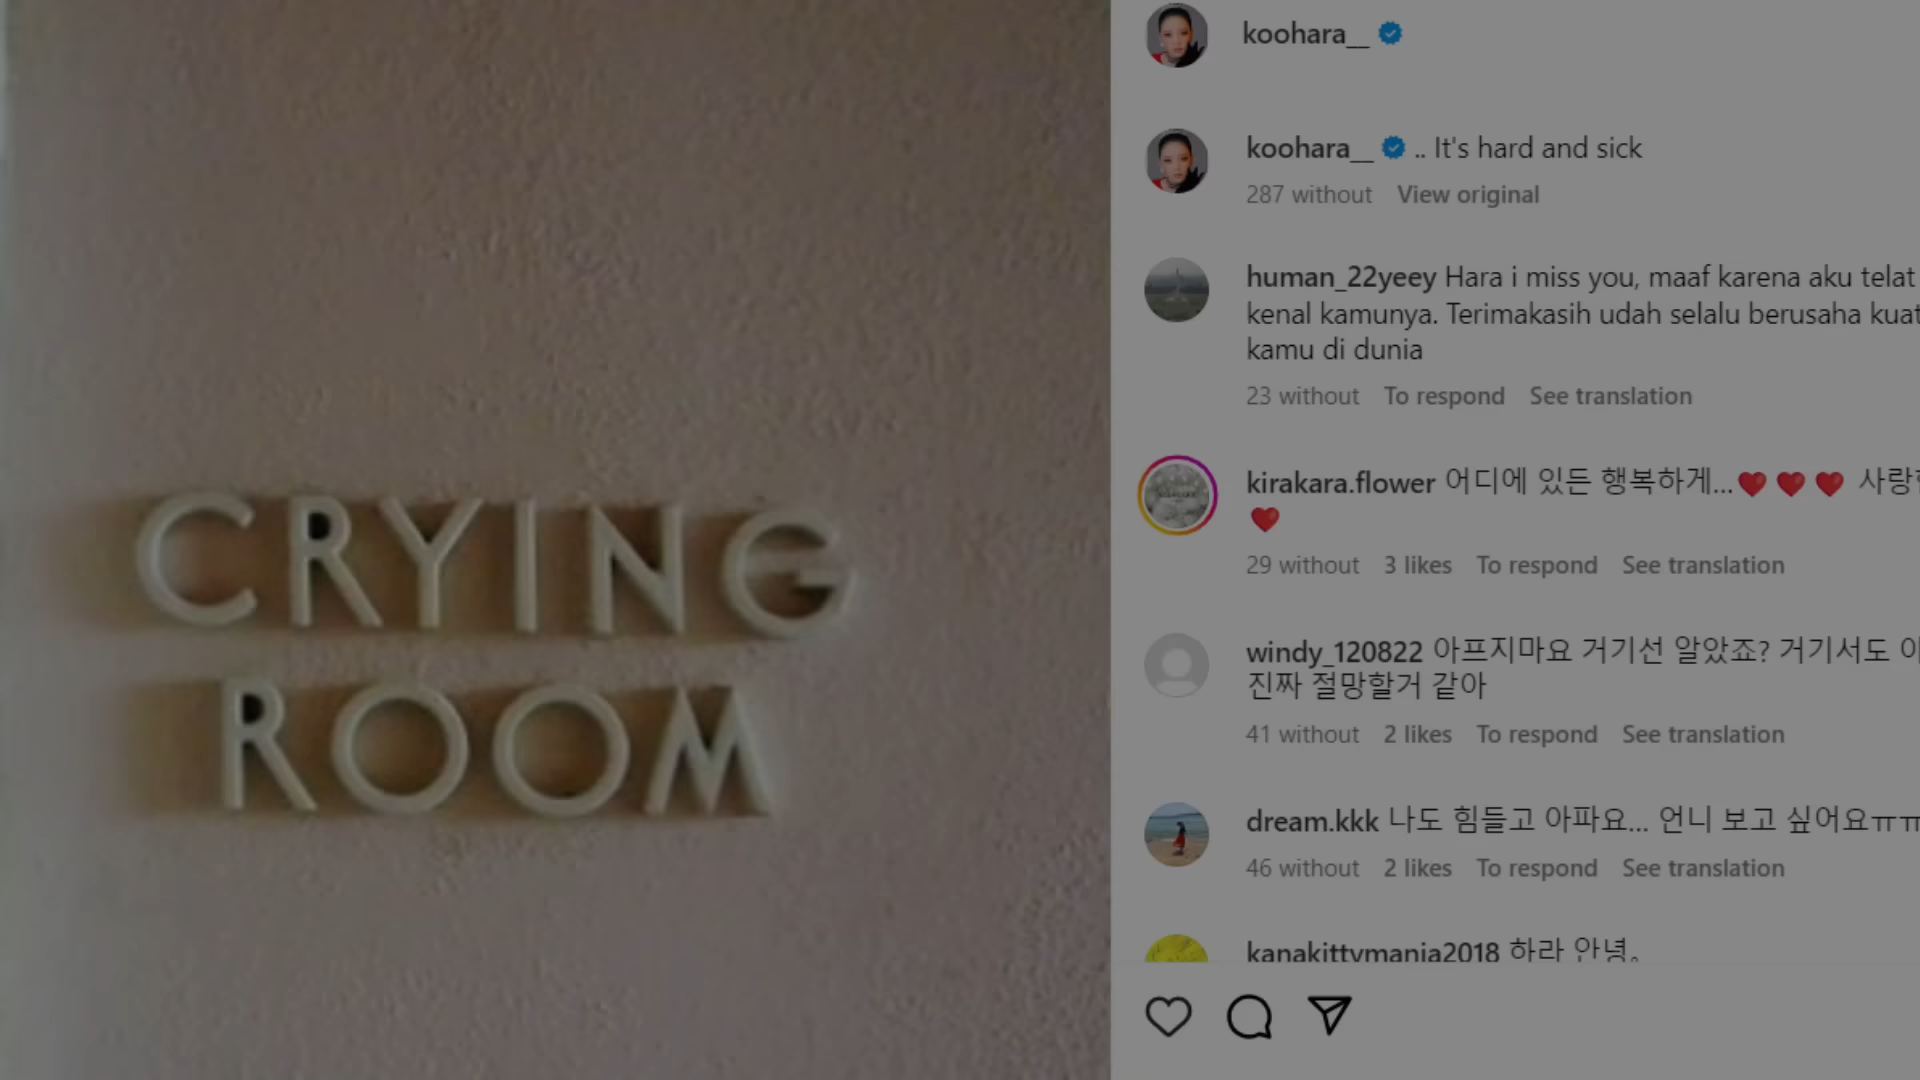 CRYING
ROOM
koohara__
koohara__ .. It's hard and sick
287 without View original
human_22yeey Hara i miss you, maaf karena aku telat
kenal kamunya. Terimakasih udah selalu berusaha kuat
kamu di dunia
23 without To respond See translation
kirakara.flower 어디에 있든 행복하게...❤️❤️❤️
❤️
29 without 3 likes To respond See translation
windy_120822 아프지마요 거기선 알았죠? 거기서도
진짜 절망할거 같아
41 without 2 likes To respond See translation
dream.kkk 나도 힘들고 아파요... 언니 보고 싶어요ㅠㅠ
46 without 2 likes To respond See translation
kanakittymania2018 하라 안녕。